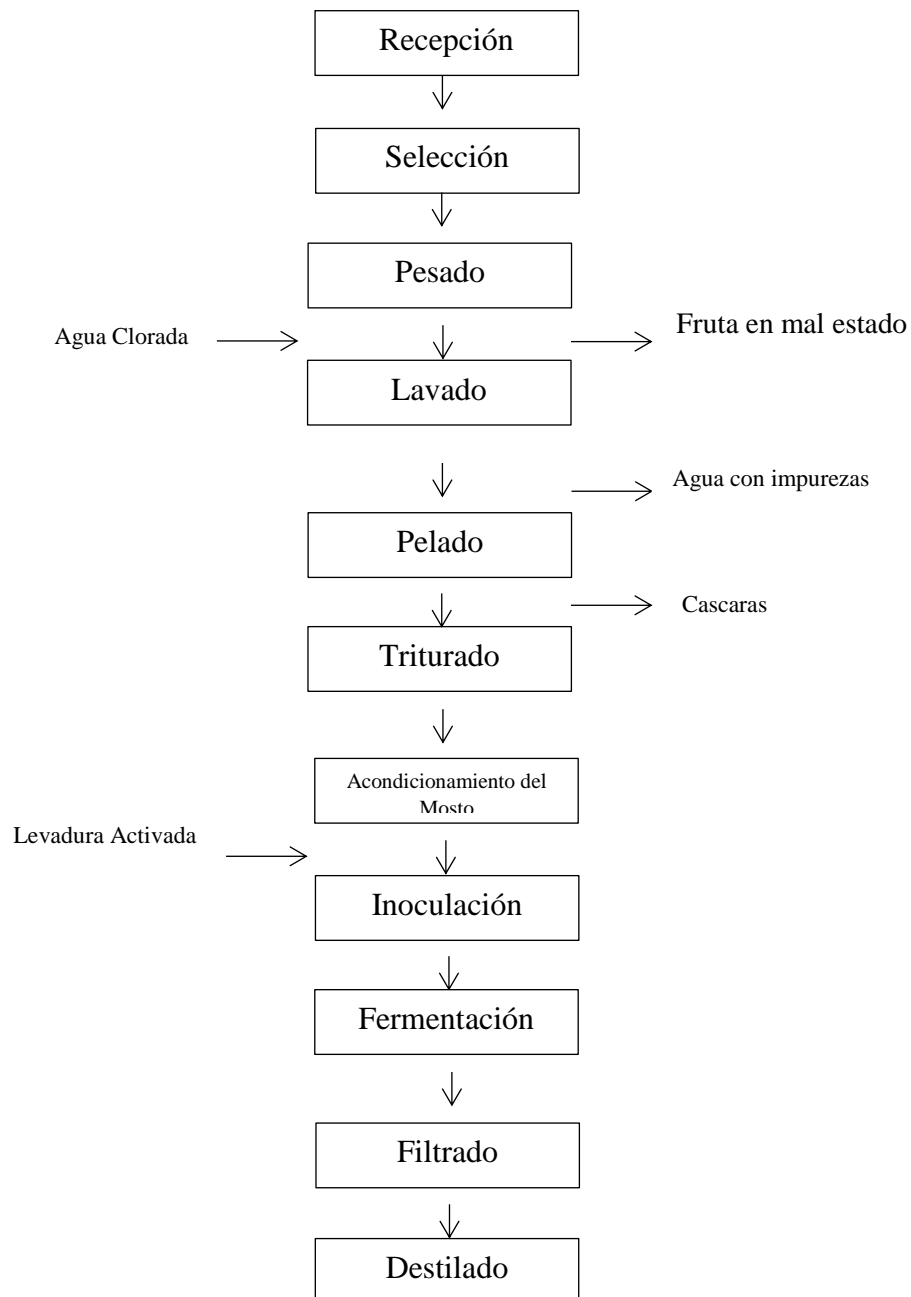 Recepción
Selección
Pesado
Agua Clorada
Fruta en mal estado
Lavado
Agua con impurezas
Pelado
Cascaras
Triturado
Acondicionamiento del
Mosto
Levadura Activada
Inoculación
Fermentación
Filtrado
Destilado